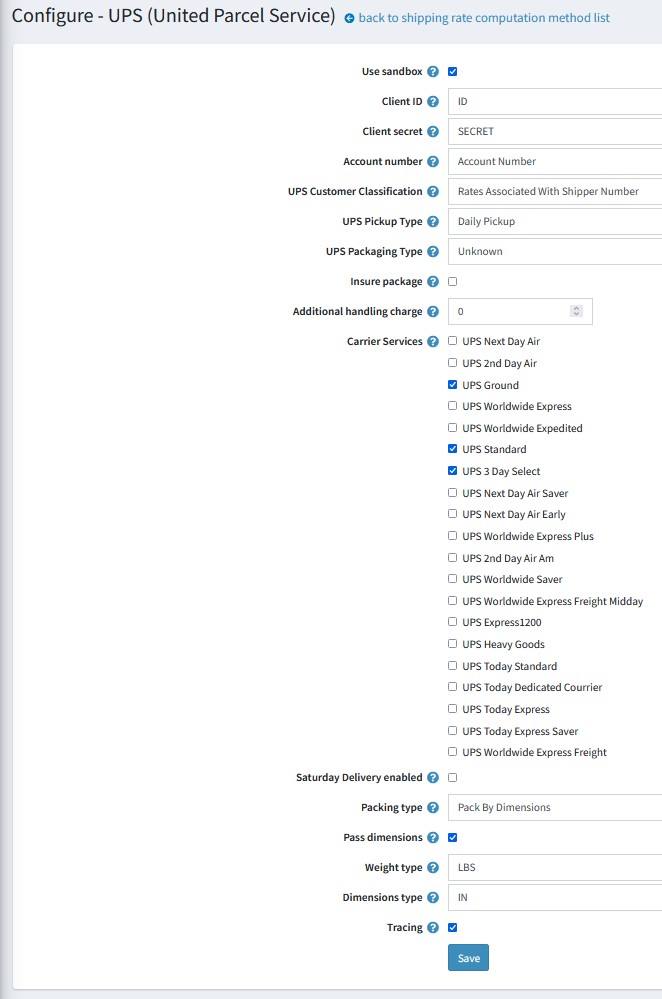 Configure - UPS (United Parcel Service) back to shipping rate computation method list
Use sandbox ?
Client ID ? ID
Client secret ? SECRET
Account number ? Account Number
UPS Customer Classification ? Rates Associated With Shipper Number
UPS Pickup Type ? Daily Pickup
UPS Packaging Type ? Unknown
Insure package ?
Additional handling charge ? 0
Carrier Services ? UPS Next Day Air
UPS 2nd Day Air
UPS Ground
UPS Worldwide Express
UPS Worldwide Expedited
UPS Standard
UPS 3 Day Select
UPS Next Day Air Saver
UPS Next Day Air Early
UPS Worldwide Express Plus
UPS 2nd Day Air Am
UPS Worldwide Saver
UPS Worldwide Express Freight Midday
UPS Express1200
UPS Heavy Goods
UPS Today Standard
UPS Today Dedicated Courrier
UPS Today Express
UPS Today Express Saver
UPS Worldwide Express Freight
Saturday Delivery enabled ?
Packing type ? Pack By Dimensions
Pass dimensions ?
Weight type ? LBS
Dimensions type ? IN
Tracing ?
Save